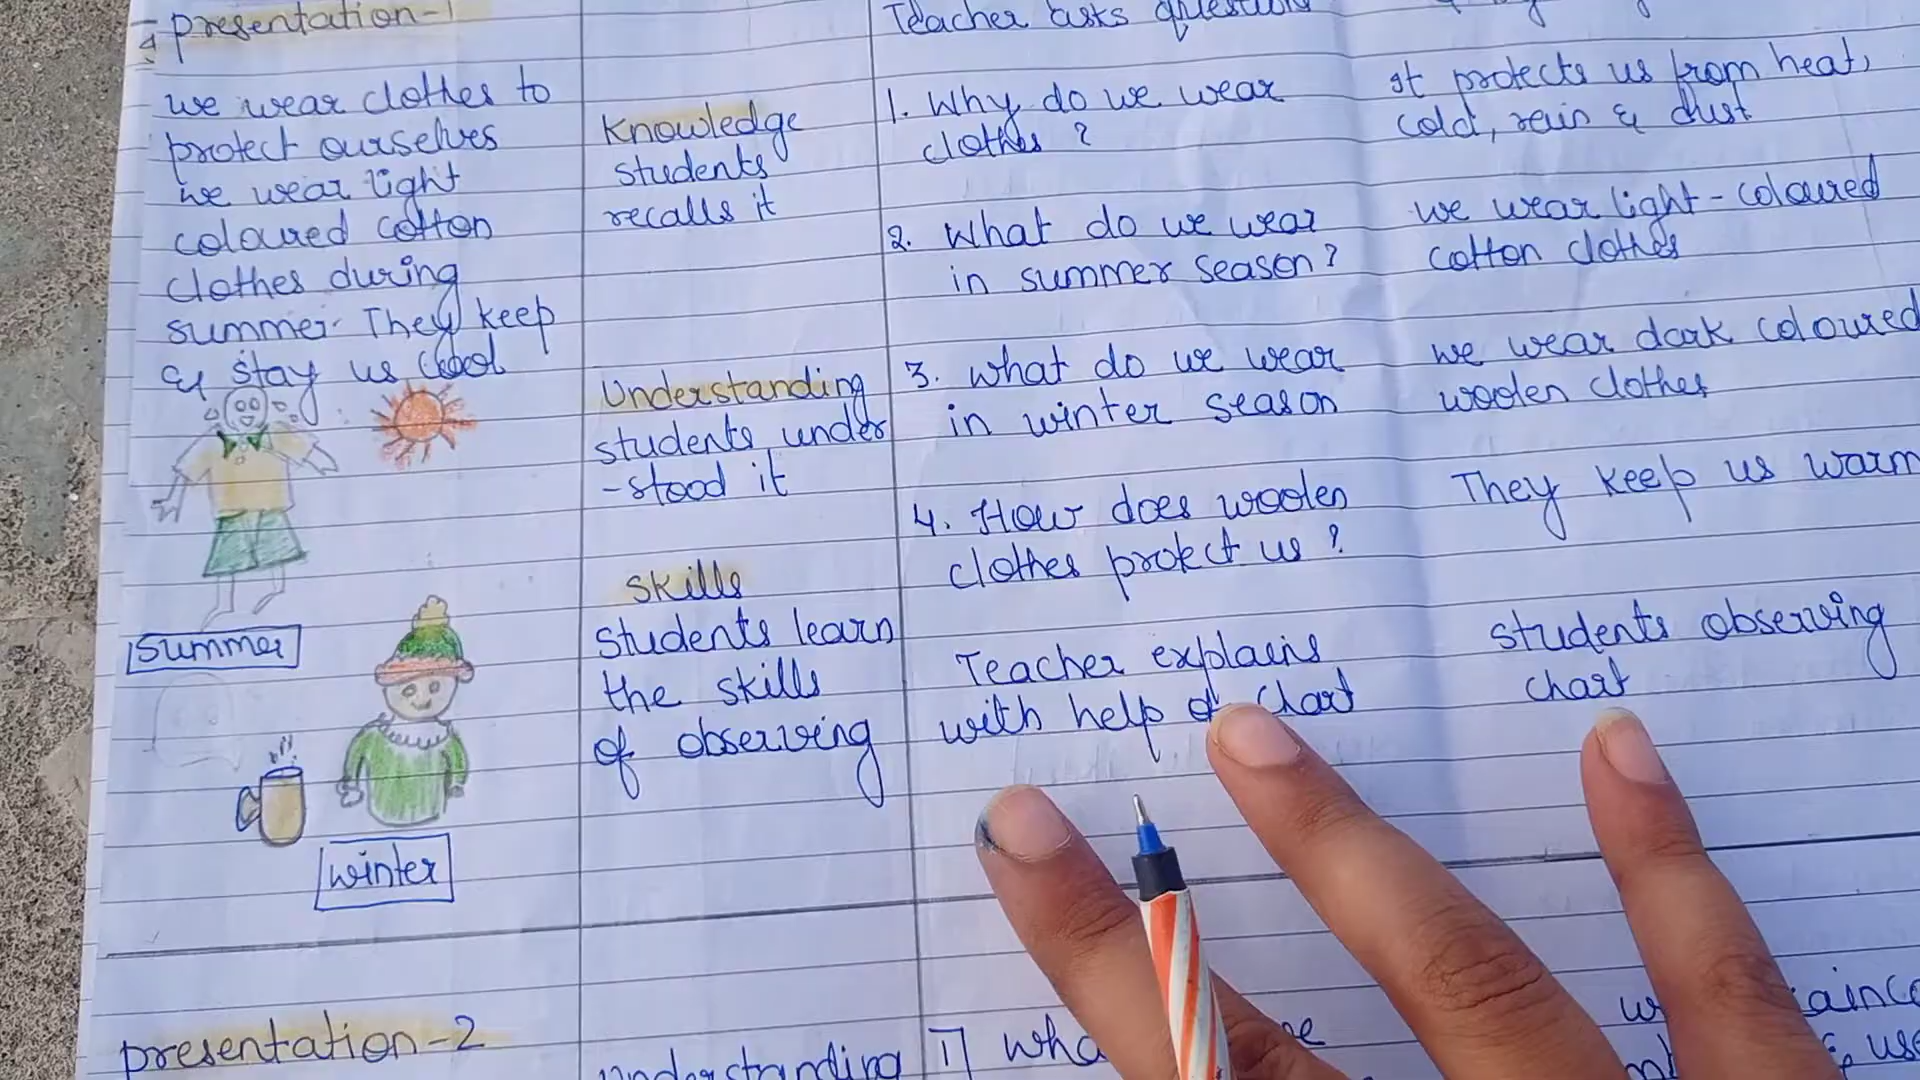 presentation-1
we wear clothes to
protect ourselves
we wear light
coloured cotton
clothes during
summer. They keep
& stay us cool
summer
winter
presentation-2
Knowledge
students
recalls it
Understanding
students under
-stood it
skills
students learn
the skills
of observing
understanding
Teacher asks question
1. Why do we wear
clothes ?
2. What do we wear
in summer season?
3. what do we wear
in winter season
4. How does woolen
clothes protect us ?
Teacher explains
with help of chart
1]
It protects us from heat,
cold, rain & dust
we wear light-coloured
cotton clothes
we wear dark coloured
woolen clothes
They keep us warm
students observing
chart